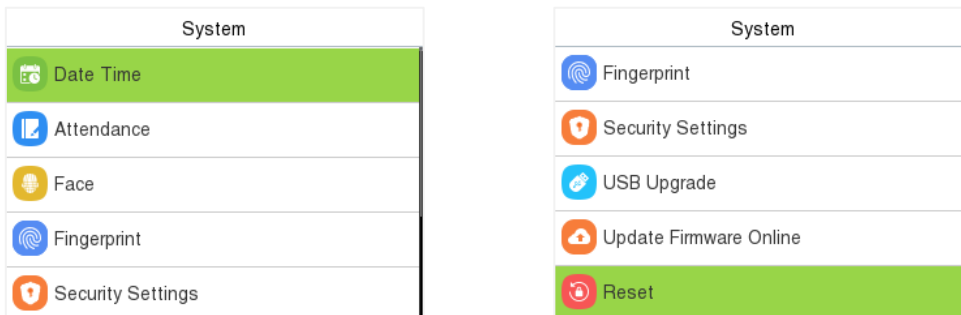 System
Date Time
Attendance
Face
Fingerprint
Security Settings
System
Fingerprint
Security Settings
USB Upgrade
Update Firmware Online
Reset